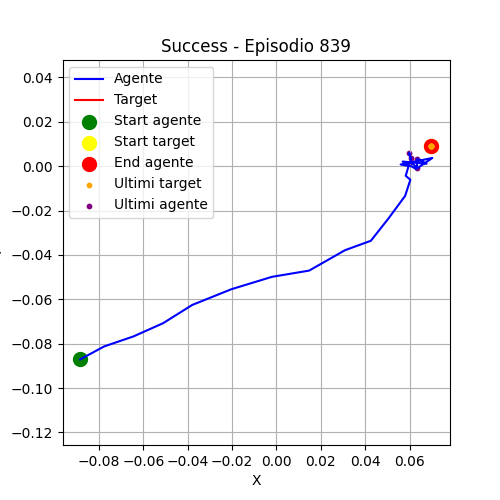 Success - Episodio 839
Agente
Target
Start agente
Start target
End agente
Ultimi target
Ultimi agente
0.04
0.02
0.00
−0.02
−0.04
−0.06
−0.08
−0.10
−0.12
−0.08 −0.06 −0.04 −0.02 0.00 0.02 0.04 0.06
X